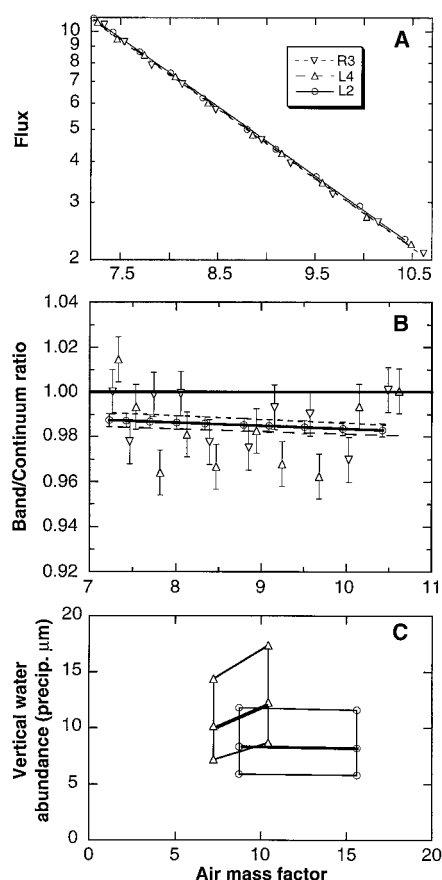 A
10
9
8
7
6
5
4
3
2
Flux
R3
L4
L2
7.5 8.5 9.5 10.5
B
1.04
1.02
1.00
0.98
0.96
0.94
0.92
Band/Continuum ratio
7 8 9 10 11
C
20
15
10
5
0
Vertical water
abundance (precip. μm)
0 5 10 15 20
Air mass factor